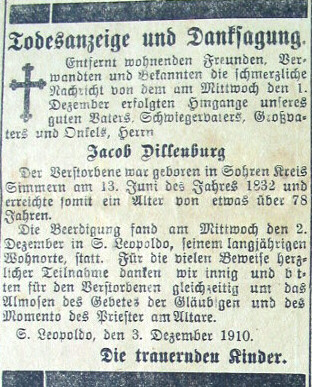 Todesanzeige und Danksagung.
Entfernt wohnenden Freunden, Ver-
wandten und Bekannten die schmerzliche
Nachricht von dem am Mittwoch den 1.
Dezember erfolgten Hingange unseres
guten Vaters, Schwiegervaters, Großva-
ters und Onkels, Herrn
Jacob Dillenburg
Der Verstorbene war geboren in Sohren Kreis
Simmern am 13. Juni des Jahres 1832 und
erreichte somit ein Alter von etwas über 78
Jahren.
Die Beerdigung fand am Mittwoch den 2.
Dezember in S. Leopoldo, seinem langjährigen
Wohnorte, statt. Für die vielen Beweise herz-
licher Teilnahme danken wir innig und bit-
ten für den Verstorbenen gleichzeitig um das
Almosen des Gebetes der Gläubigen und des
Momento des Priester am Altare.
S. Leopoldo, den 3. Dezember 1910.
Die trauernden Kinder.